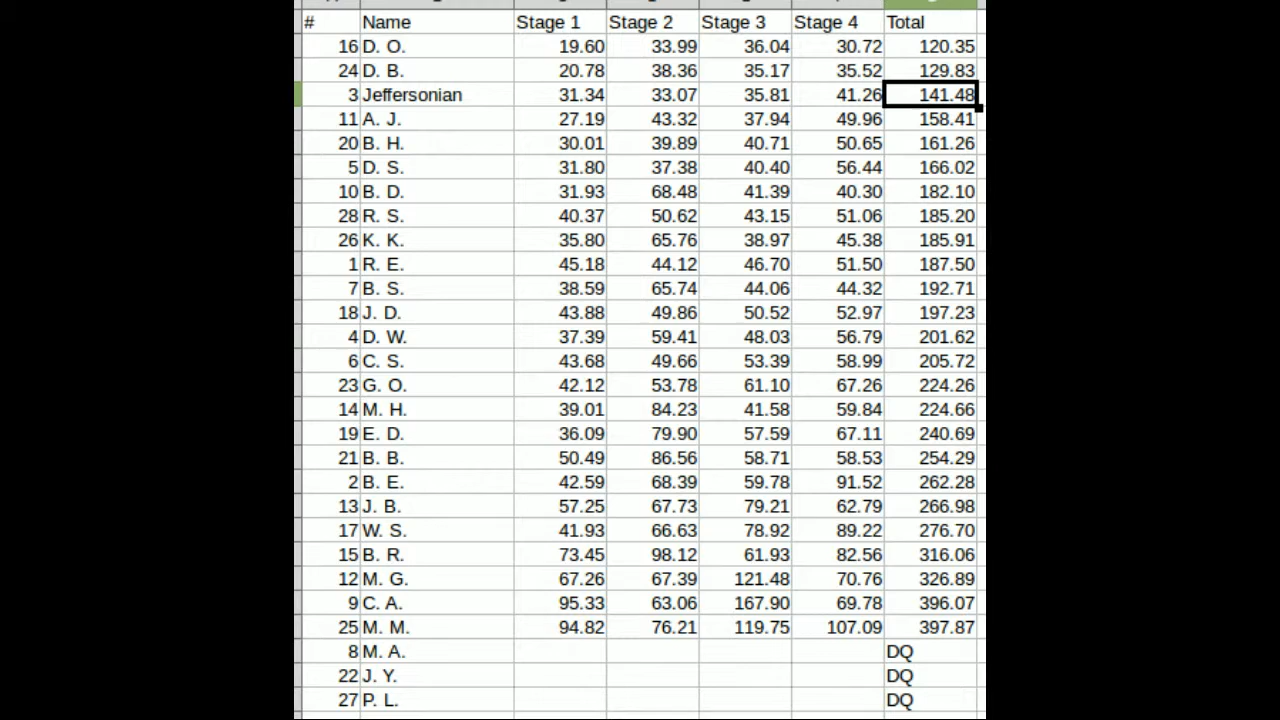 # Name Stage 1 Stage 2 Stage 3 Stage 4 Total
16 D. O. 19.60 33.99 36.04 30.72 120.35
24 D. B. 20.78 38.36 35.17 35.52 129.83
3 Jeffersonian 31.34 33.07 35.81 41.26 141.48
11 A. J. 27.19 43.32 37.94 49.96 158.41
20 B. H. 30.01 39.89 40.71 50.65 161.26
5 D. S. 31.80 37.38 40.40 56.44 166.02
10 B. D. 31.93 68.48 41.39 40.30 182.10
28 R. S. 40.37 50.62 43.15 51.06 185.20
26 K. K. 35.80 65.76 38.97 45.38 185.91
1 R. E. 45.18 44.12 46.70 51.50 187.50
7 B. S. 38.59 65.74 44.06 44.32 192.71
18 J. D. 43.88 49.86 50.52 52.97 197.23
4 D. W. 37.39 59.41 48.03 56.79 201.62
6 C. S. 43.68 49.66 53.39 58.99 205.72
23 G. O. 42.12 53.78 61.10 67.26 224.26
14 M. H. 39.01 84.23 41.58 59.84 224.66
19 E. D. 36.09 79.90 57.59 67.11 240.69
21 B. B. 50.49 86.56 58.71 58.53 254.29
2 B. E. 42.59 68.39 59.78 91.52 262.28
13 J. B. 57.25 67.73 79.21 62.79 266.98
17 W. S. 41.93 66.63 78.92 89.22 276.70
15 B. R. 73.45 98.12 61.93 82.56 316.06
12 M. G. 67.26 67.39 121.48 70.76 326.89
9 C. A. 95.33 63.06 167.90 69.78 396.07
25 M. M. 94.82 76.21 119.75 107.09 397.87
8 M. A. DQ
22 J. Y. DQ
27 P. L. DQ